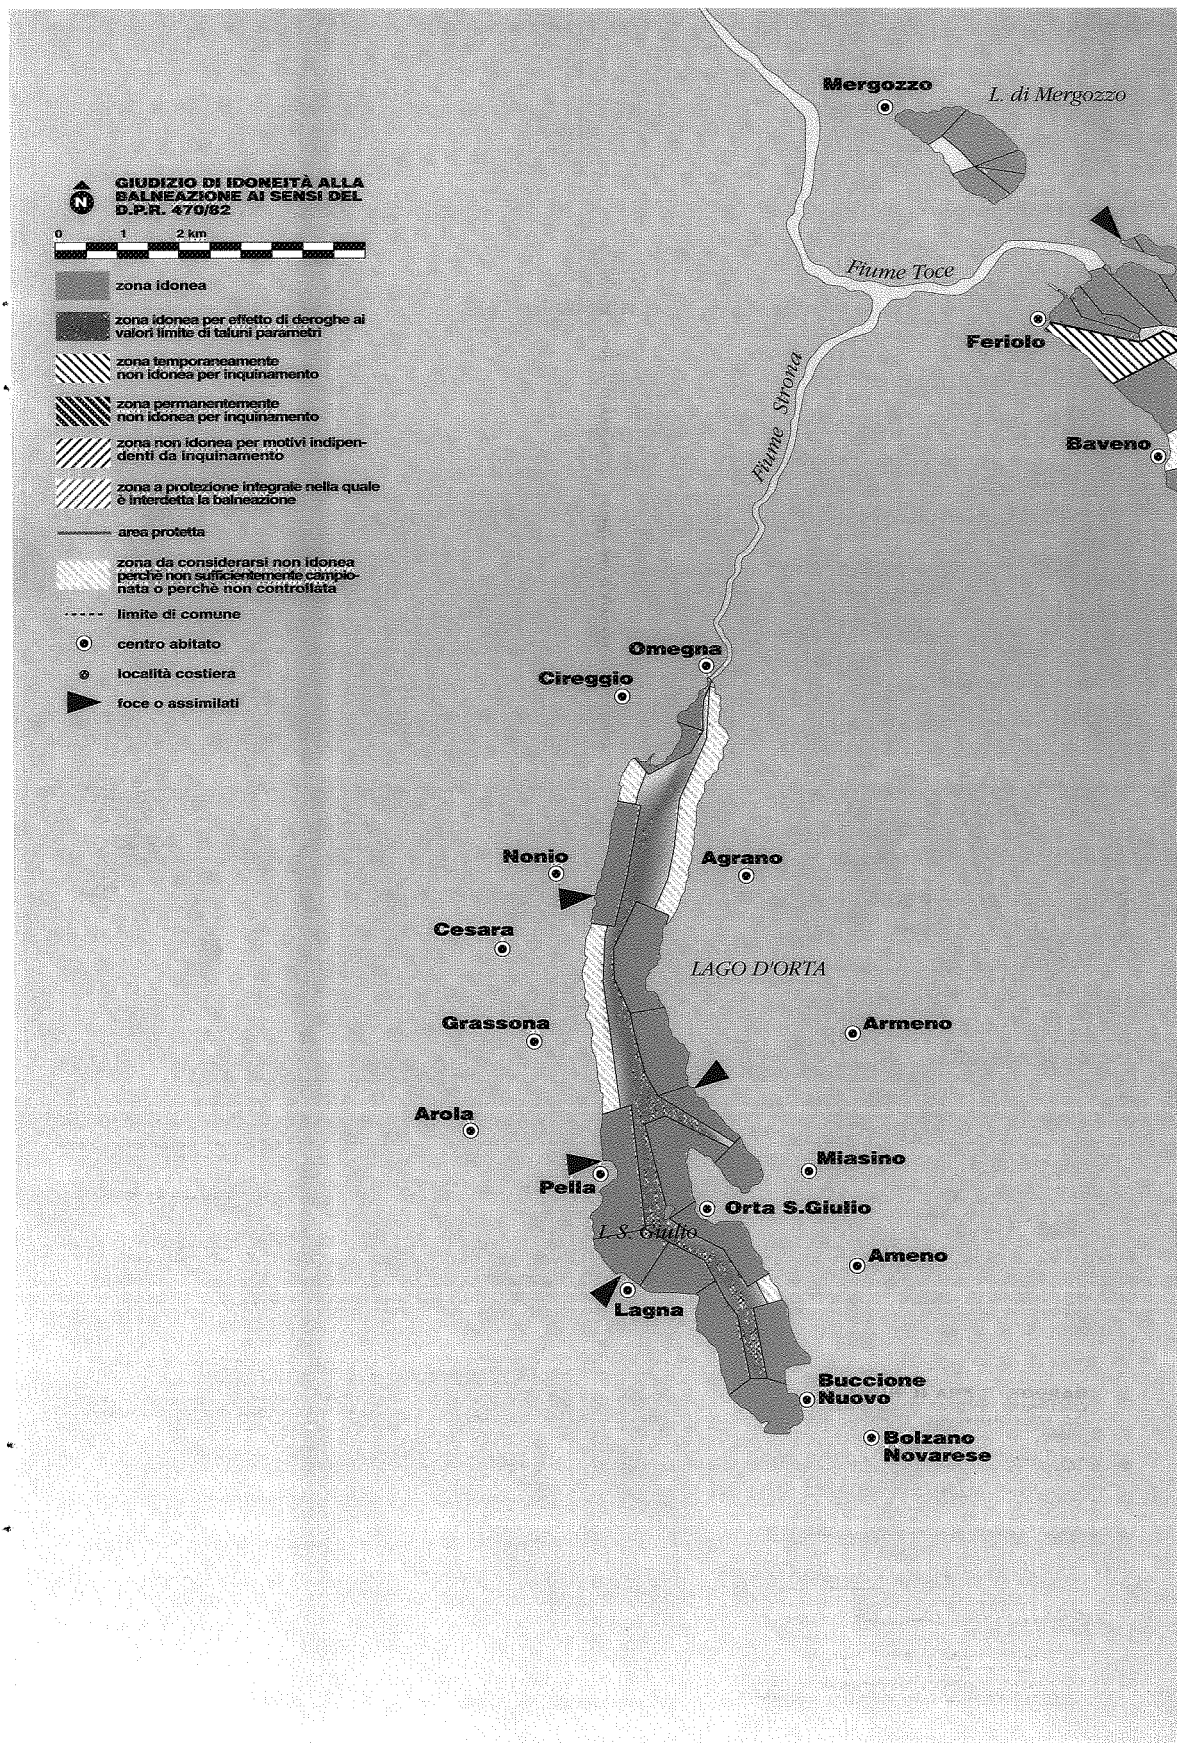 Mergozzo
L. di Mergozzo
N
GIUDIZIO DI IDONEITÀ ALLA
BALNEAZIONE AI SENSI DEL
D.P.R. 470/82
0 1 2 km
zona idonea
zona idonea per effetto di deroghe ai
valori limite di taluni parametri
zona temporaneamente
non idonea per inquinamento
zona permanentemente
non idonea per inquinamento
zona non idonea per motivi indipen-
denti da inquinamento
zona a protezione integrale nella quale
è interdetta la balneazione
area protetta
zona da considerarsi non idonea
perchè non sufficientemente campio-
nata o perchè non controllata
limite di comune
centro abitato
località costiera
foce o assimilati
Fiume Toce
Feriolo
Fiume Strona
Baveno
Omegna
Cireggio
Nonio
Agrano
Cesara
LAGO D'ORTA
Grassona
Armeno
Arola
Miasino
Pella
Orta S.Giulio
I. S. Giulio
Ameno
Lagna
Buccione
Nuovo
Bolzano
Novarese